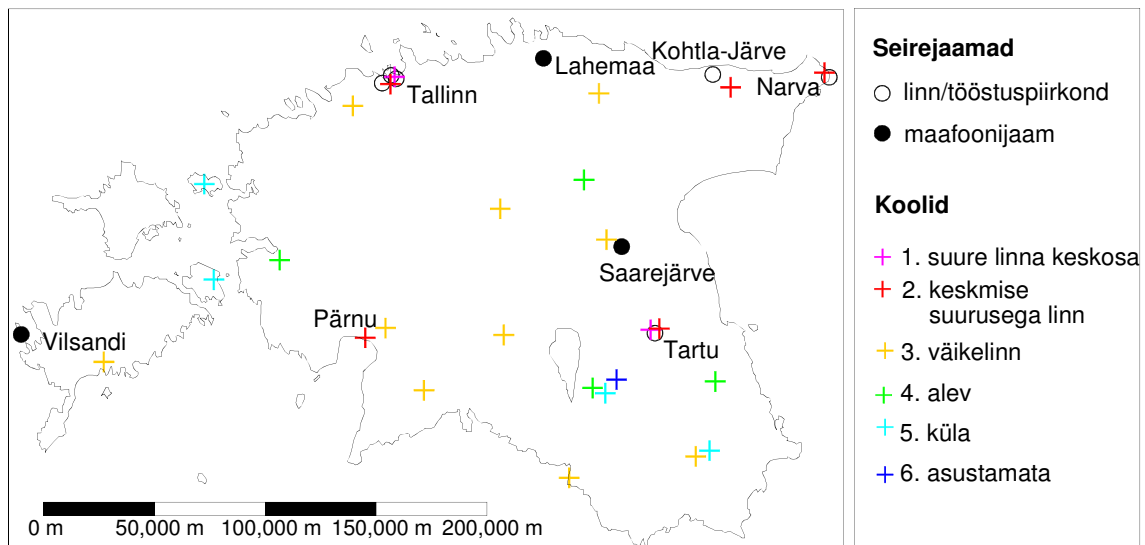 Kohtla-Järve
Lahemaa
Narva
Tallinn
Saarejärve
Pärnu
Vilsandi
Tartu
0 m
50,000 m
100,000 m
150,000 m
200,000 m
Seirejaamad
linn/tööstuspiirkond
maafoonijaam
Koolid
1. suure linna keskosa
2. keskmise
suurusega linn
3. väikelinn
4. alev
5. küla
6. asustamata